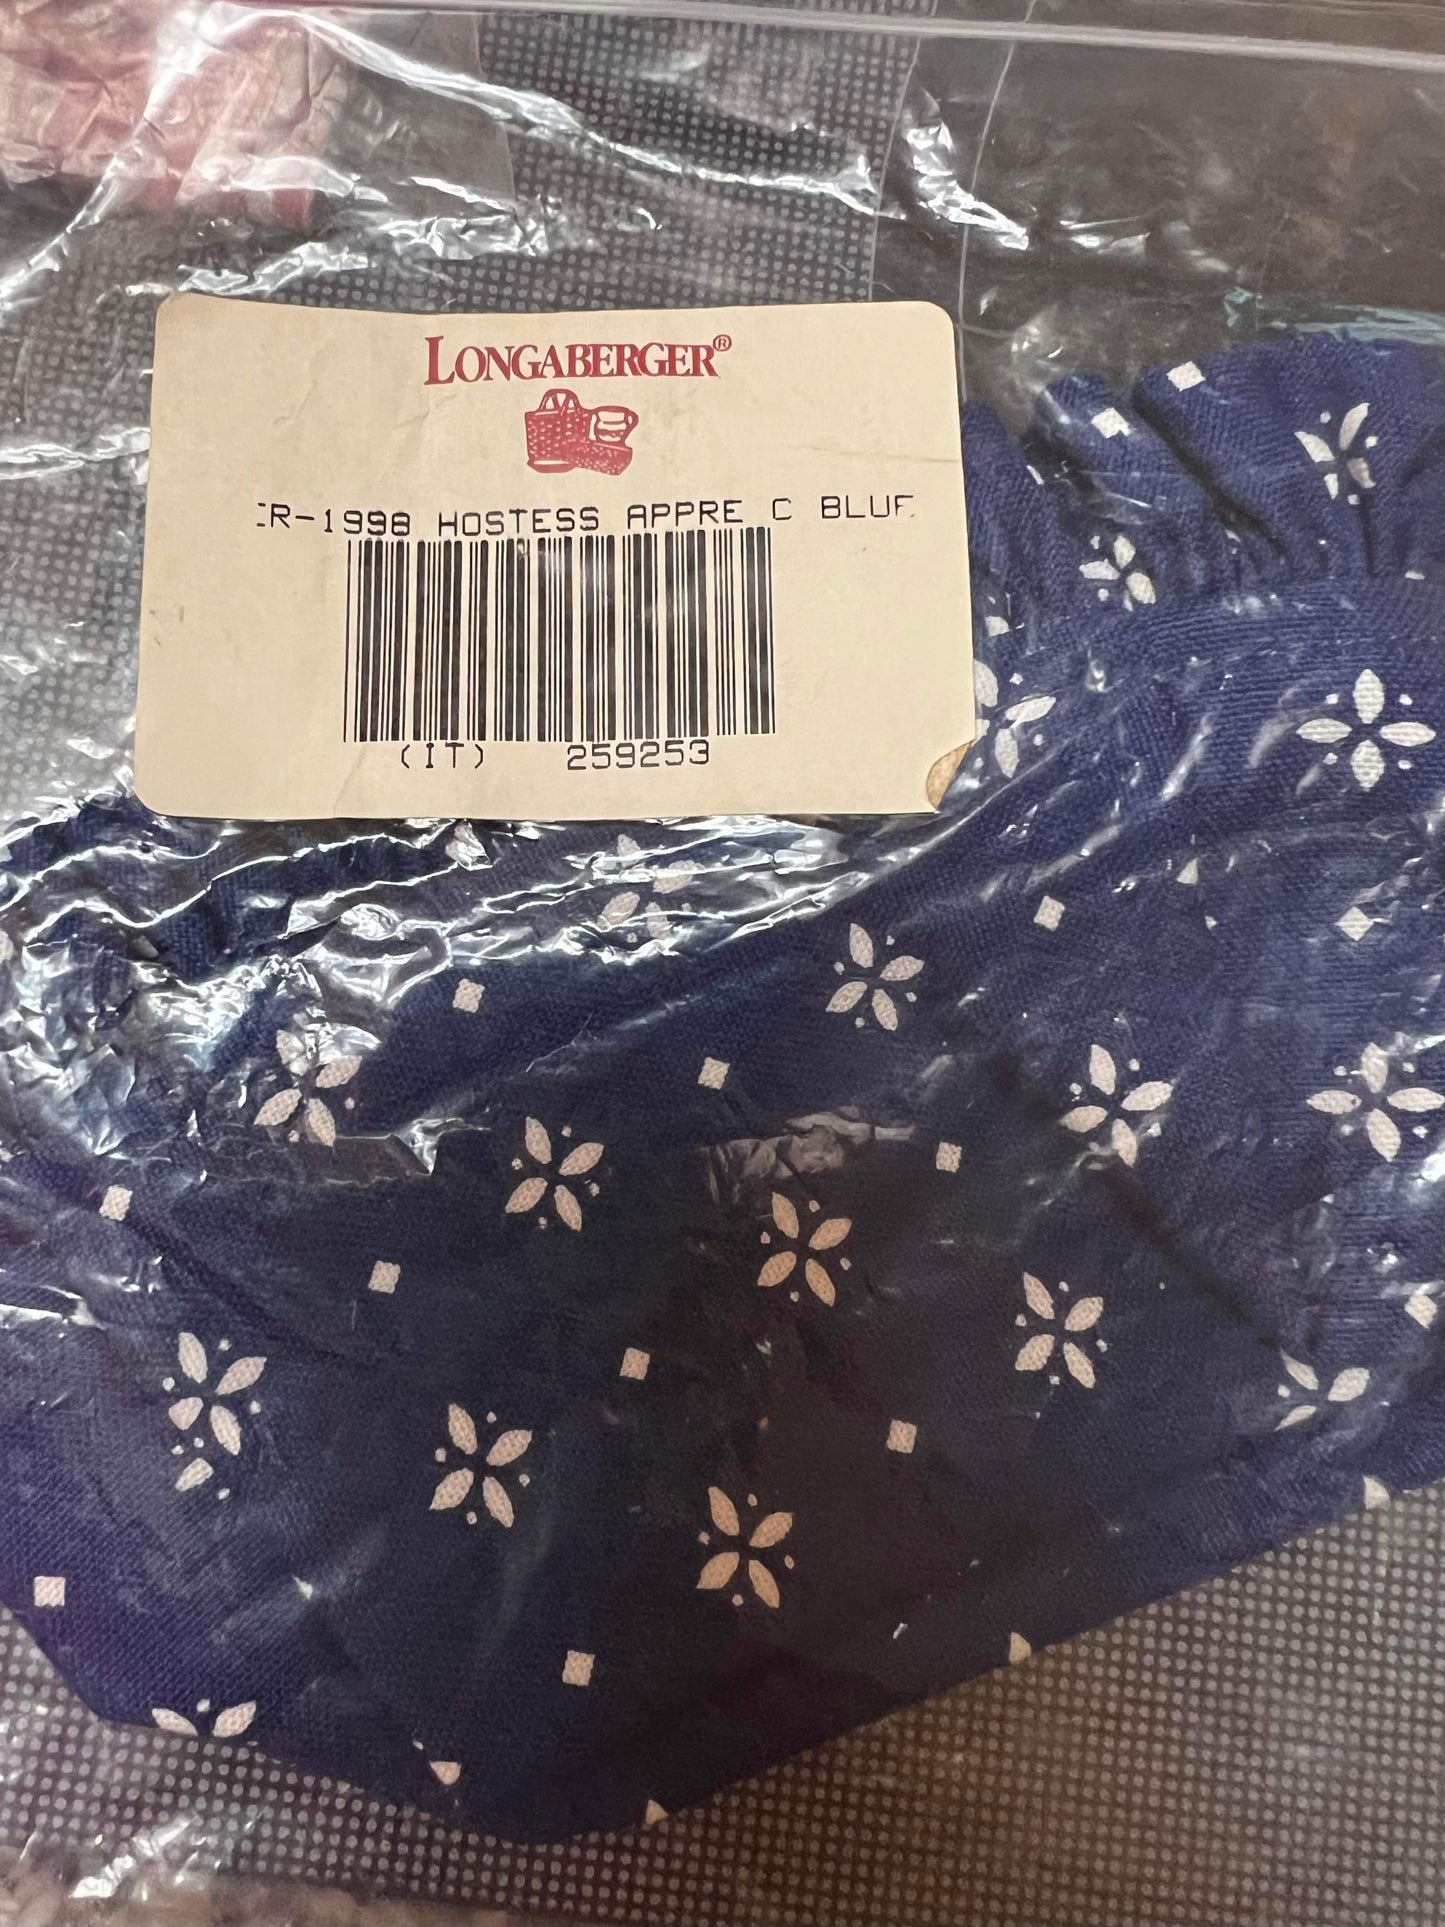 LONGABERGER®
R-1998 HOSTESS APPRE C BLUE
(IT) 259253